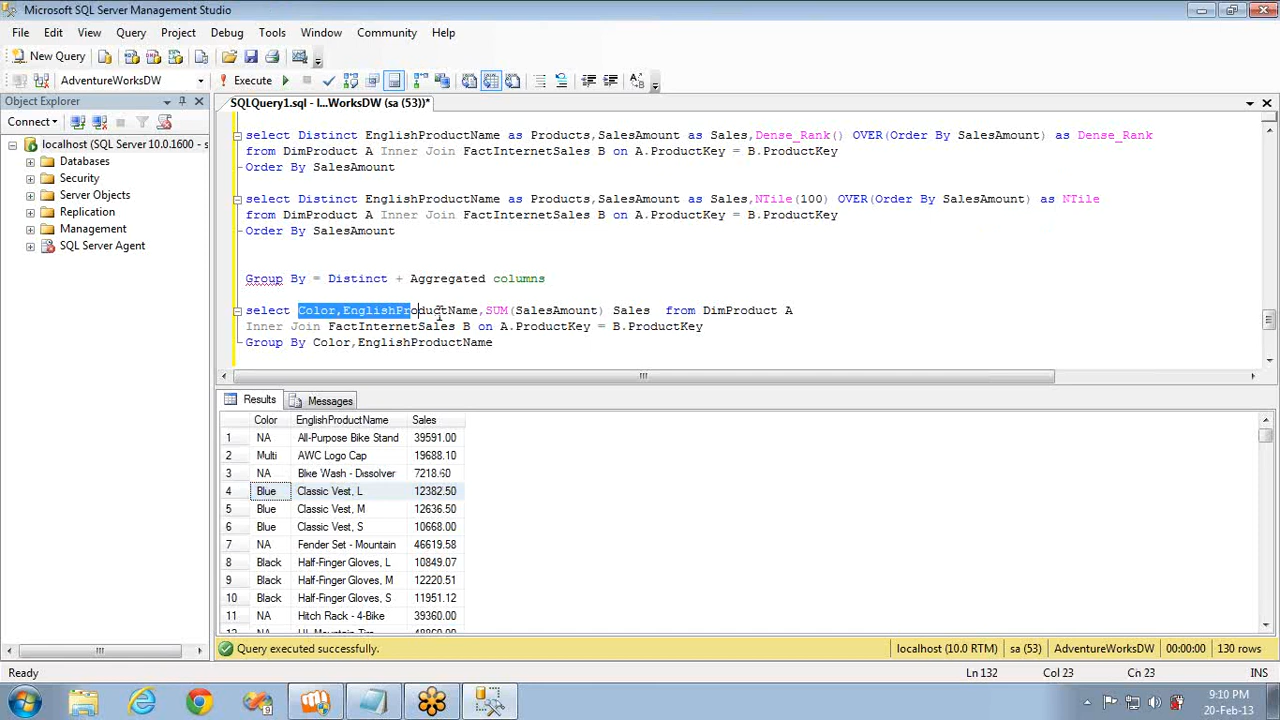 Microsoft SQL Server Management Studio
File Edit View Query Project Debug Tools Window Community Help
New Query
AdventureWorksDW Execute
Object Explorer
SQLQuery1.sql - l...WorksDW (sa (53))*
Connect
localhost (SQL Server 10.0.1600 - s
Databases
Security
Server Objects
Replication
Management
SQL Server Agent
select Distinct EnglishProductName as Products,SalesAmount as Sales,Dense_Rank() OVER(Order By SalesAmount) as Dense_Rank
from DimProduct A Inner Join FactInternetSales B on A.ProductKey = B.ProductKey
Order By SalesAmount
select Distinct EnglishProductName as Products,SalesAmount as Sales,NTile(100) OVER(Order By SalesAmount) as NTile
from DimProduct A Inner Join FactInternetSales B on A.ProductKey = B.ProductKey
Order By SalesAmount
Group By = Distinct + Aggregated columns
select Color,EnglishProductName,SUM(SalesAmount) Sales from DimProduct A
Inner Join FactInternetSales B on A.ProductKey = B.ProductKey
Group By Color,EnglishProductName
Results Messages
Color EnglishProductName Sales
1 NA All-Purpose Bike Stand 39591.00
2 Multi AWC Logo Cap 19688.10
3 NA Bike Wash - Dissolver 7218.60
4 Blue Classic Vest, L 12382.50
5 Blue Classic Vest, M 12636.50
6 Blue Classic Vest, S 10668.00
7 NA Fender Set - Mountain 46619.58
8 Black Half-Finger Gloves, L 10849.07
9 Black Half-Finger Gloves, M 12220.51
10 Black Half-Finger Gloves, S 11951.12
11 NA Hitch Rack - 4-Bike 39360.00
Query executed successfully. localhost (10.0 RTM) sa (53) AdventureWorksDW 00:00:00 130 rows
Ready Ln 132 Col 23 Ch 23 INS
9:10 PM
20-Feb-13